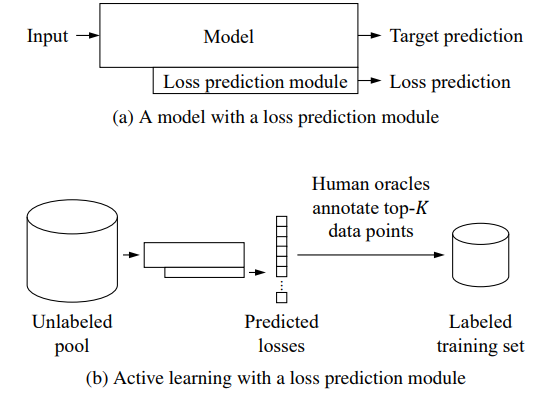 Input
Model
Target prediction
Loss prediction module
Loss prediction
(a) A model with a loss prediction module
Human oracles
annotate top-K
data points
Unlabeled
pool
Predicted
losses
Labeled
training set
(b) Active learning with a loss prediction module